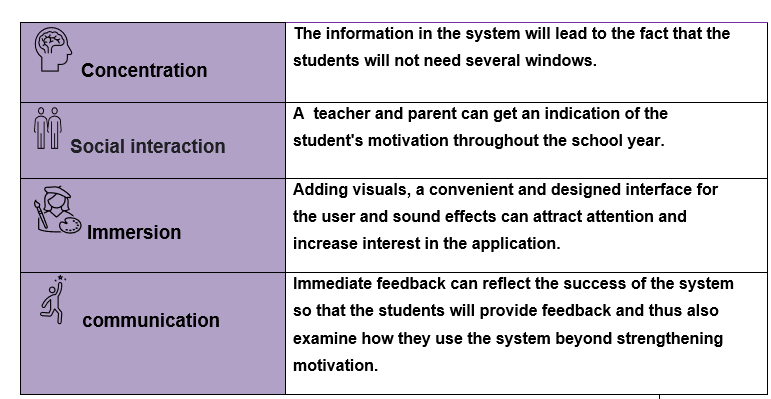 Concentration
The information in the system will lead to the fact that the
students will not need several windows.
Social interaction
A  teacher and parent can get an indication of the
student's motivation throughout the school year.
Immersion
Adding visuals, a convenient and designed interface for
the user and sound effects can attract attention and
increase interest in the application.
communication
Immediate feedback can reflect the success of the system
so that the students will provide feedback and thus also
examine how they use the system beyond strengthening
motivation.